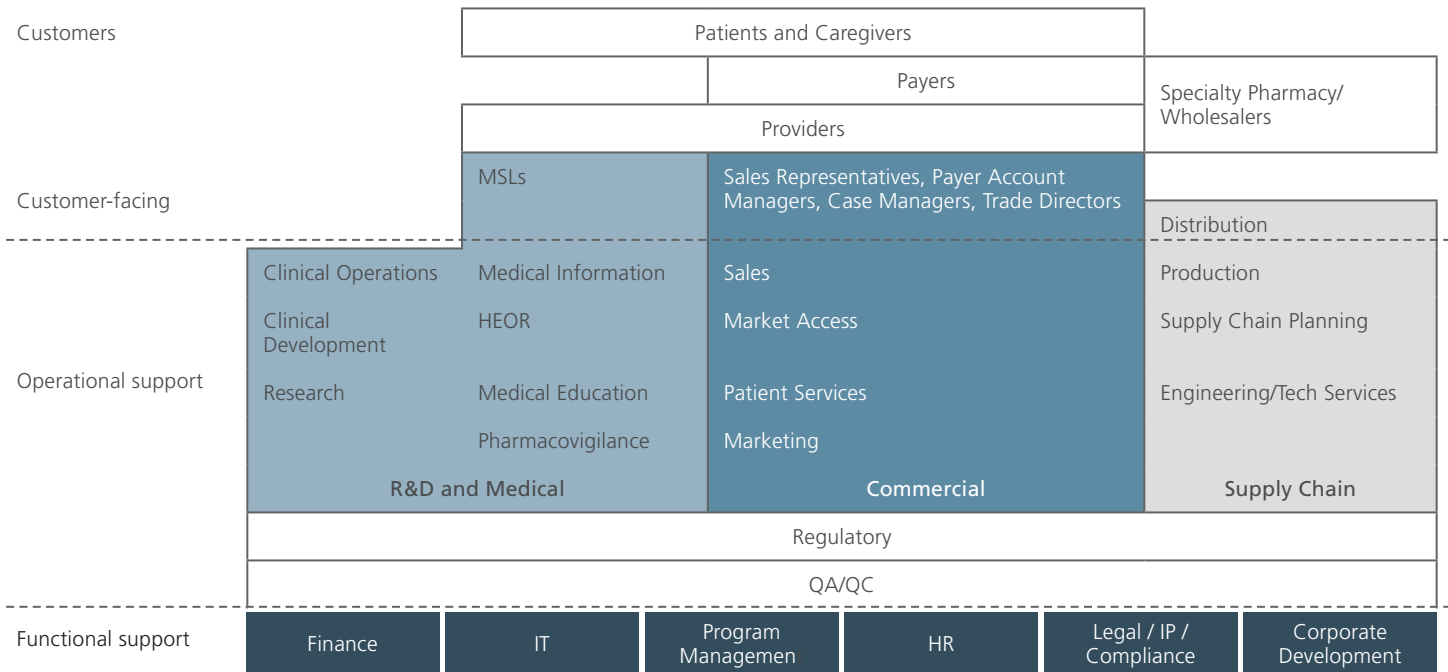 Customers
Patients and Caregivers
Payers
Specialty Pharmacy/
Wholesalers
Providers
Customer-facing
MSLs
Sales Representatives, Payer Account
Managers, Case Managers, Trade Directors
Distribution
Operational support
Clinical Operations
Clinical
Development
Research
Medical Information
HEOR
Medical Education
Pharmacovigilance
R&D and Medical
Sales
Market Access
Patient Services
Marketing
Commercial
Production
Supply Chain Planning
Engineering/Tech Services
Supply Chain
Regulatory
QA/QC
Functional support
Finance
IT
Program
Managemen
HR
Legal / IP /
Compliance
Corporate
Development